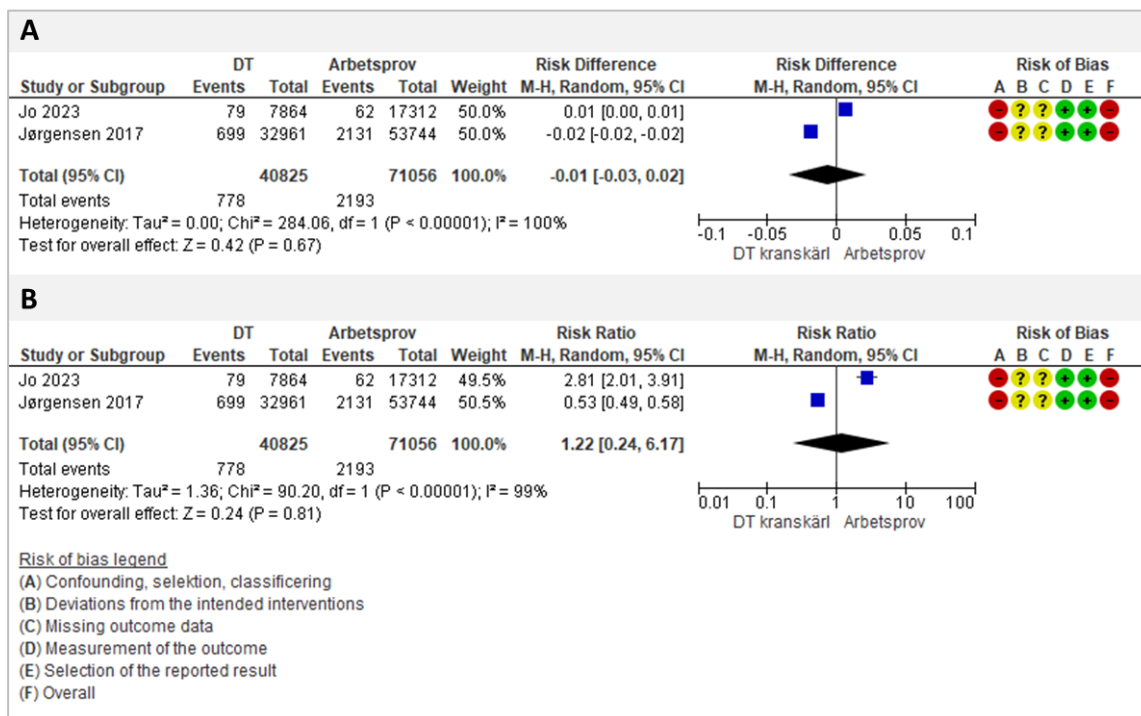 A
DT Arbetsprov Risk Difference Risk Difference Risk of Bias
Study or Subgroup Events Total Events Total Weight M-H, Random, 95% CI M-H, Random, 95% CI A B C D E F
Jo 2023 79 7864 62 17312 50.0% 0.01 [0.00, 0.01] − ? ? + + −
Jørgensen 2017 699 32961 2131 53744 50.0% -0.02 [-0.02, -0.02] − ? ? + + −
Total (95% CI) 40825 71056 100.0% -0.01 [-0.03, 0.02]
Total events 778 2193
Heterogeneity: Tau² = 0.00; Chi² = 284.06, df = 1 (P < 0.00001); I² = 100%
Test for overall effect: Z = 0.42 (P = 0.67)
-0.1 -0.05 0 0.05 0.1
DT kranskärl Arbetsprov
B
DT Arbetsprov Risk Ratio Risk Ratio Risk of Bias
Study or Subgroup Events Total Events Total Weight M-H, Random, 95% CI M-H, Random, 95% CI A B C D E F
Jo 2023 79 7864 62 17312 49.5% 2.81 [2.01, 3.91] − ? ? + + −
Jørgensen 2017 699 32961 2131 53744 50.5% 0.53 [0.49, 0.58] − ? ? + + −
Total (95% CI) 40825 71056 100.0% 1.22 [0.24, 6.17]
Total events 778 2193
Heterogeneity: Tau² = 1.36; Chi² = 90.20, df = 1 (P < 0.00001); I² = 99%
Test for overall effect: Z = 0.24 (P = 0.81)
0.01 0.1 1 10 100
DT kranskärl Arbetsprov
Risk of bias legend
(A) Confounding, selektion, classificering
(B) Deviations from the intended interventions
(C) Missing outcome data
(D) Measurement of the outcome
(E) Selection of the reported result
(F) Overall